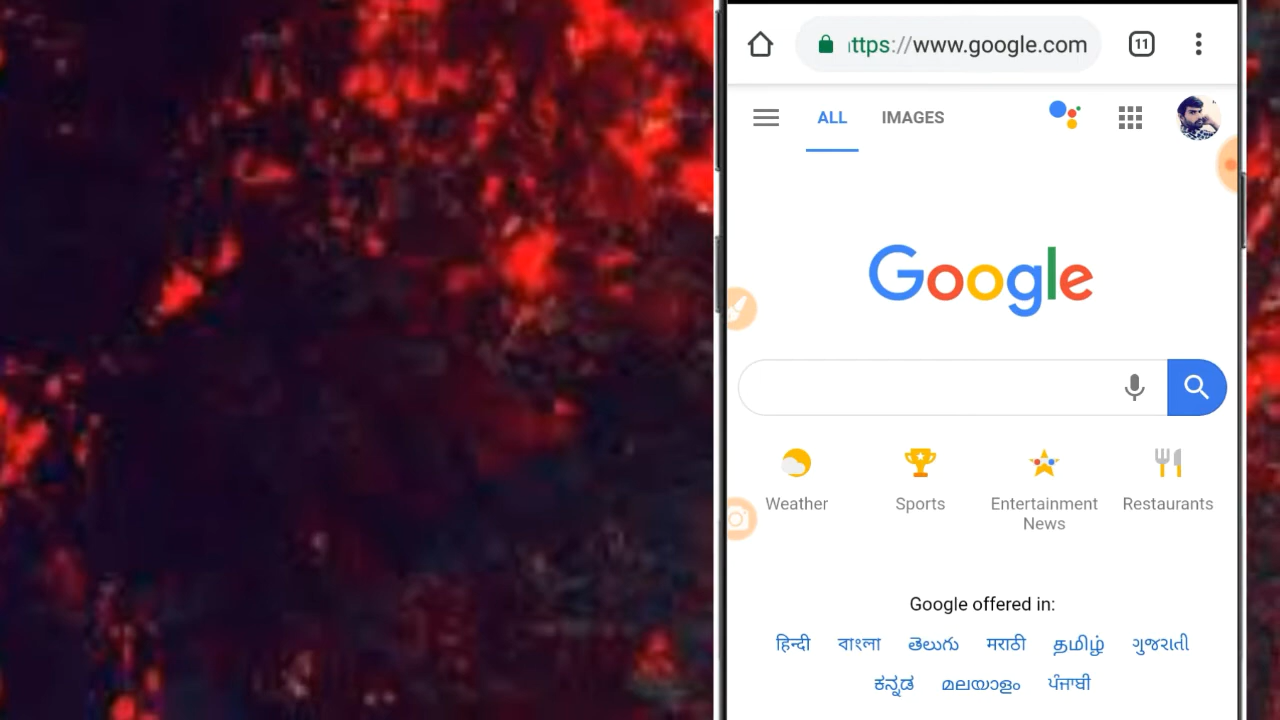 ttps://www.google.com 11
ALL IMAGES
Google
Weather Sports Entertainment News Restaurants
Google offered in:
हिन्दी বাংলা తెలుగు मराठी தமிழ் ગુજરાતી
ಕನ್ನಡ മലയാളം ਪੰਜਾਬੀ